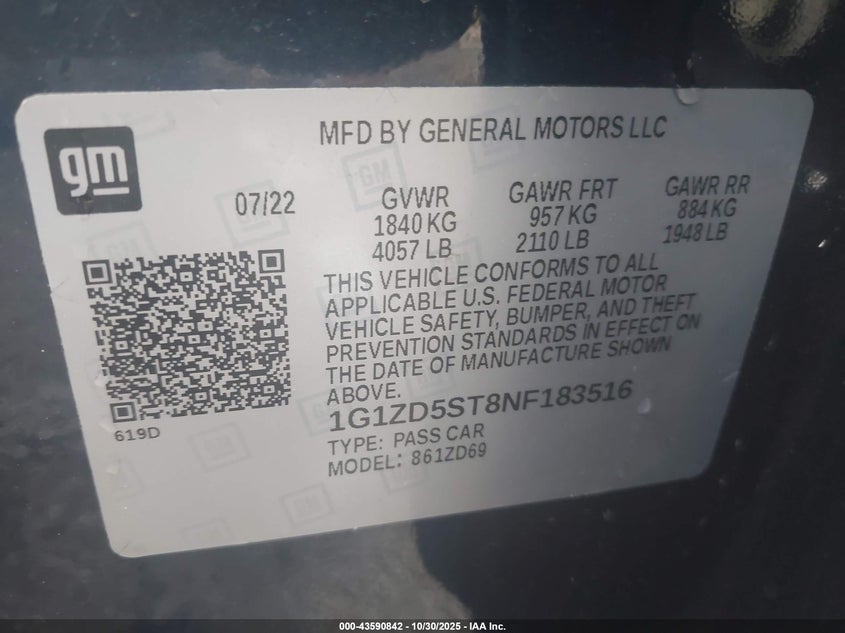 gm
MFD BY GENERAL MOTORS LLC
07/22
GVWR
1840 KG
4057 LB
GAWR FRT
957 KG
2110 LB
GAWR RR
884 KG
1948 LB
THIS VEHICLE CONFORMS TO ALL
APPLICABLE U.S. FEDERAL MOTOR
VEHICLE SAFETY, BUMPER, AND THEFT
PREVENTION STANDARDS IN EFFECT ON
THE DATE OF MANUFACTURE SHOWN
ABOVE.
1G1ZD5ST8NF183516
TYPE: PASS CAR
MODEL: 861ZD69
619D
000-43590842 - 10/30/2025 - IAA Inc.